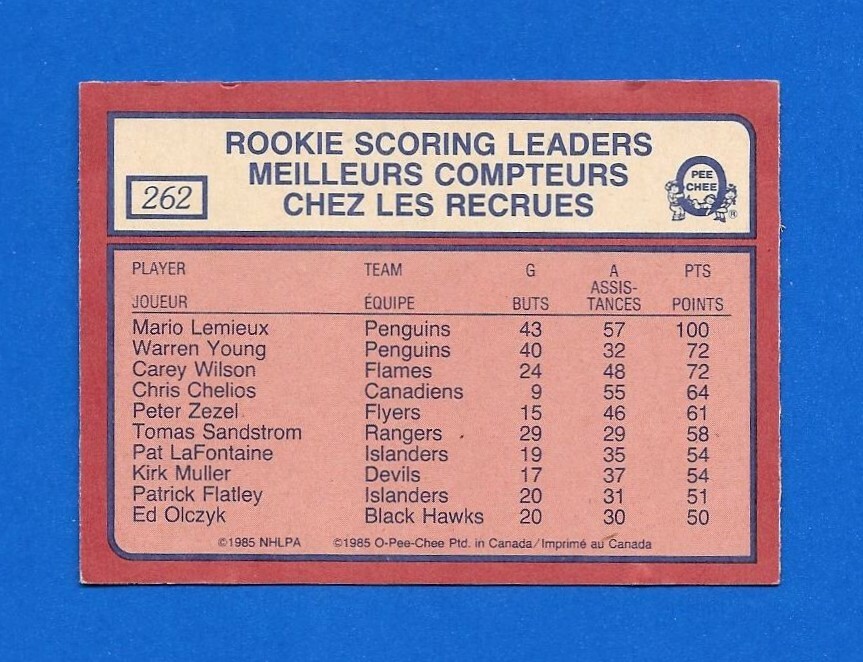 ROOKIE SCORING LEADERS
MEILLEURS COMPTEURS
CHEZ LES RECRUES
262
PEE
CHEE
®
PLAYER TEAM G A PTS
ASSIS-
JOUEUR ÉQUIPE BUTS TANCES POINTS
Mario Lemieux Penguins 43 57 100
Warren Young Penguins 40 32 72
Carey Wilson Flames 24 48 72
Chris Chelios Canadiens 9 55 64
Peter Zezel Flyers 15 46 61
Tomas Sandstrom Rangers 29 29 58
Pat LaFontaine Islanders 19 35 54
Kirk Muller Devils 17 37 54
Patrick Flatley Islanders 20 31 51
Ed Olczyk Black Hawks 20 30 50
©1985 NHLPA ©1985 O-Pee-Chee Ptd. in Canada/Imprimé au Canada